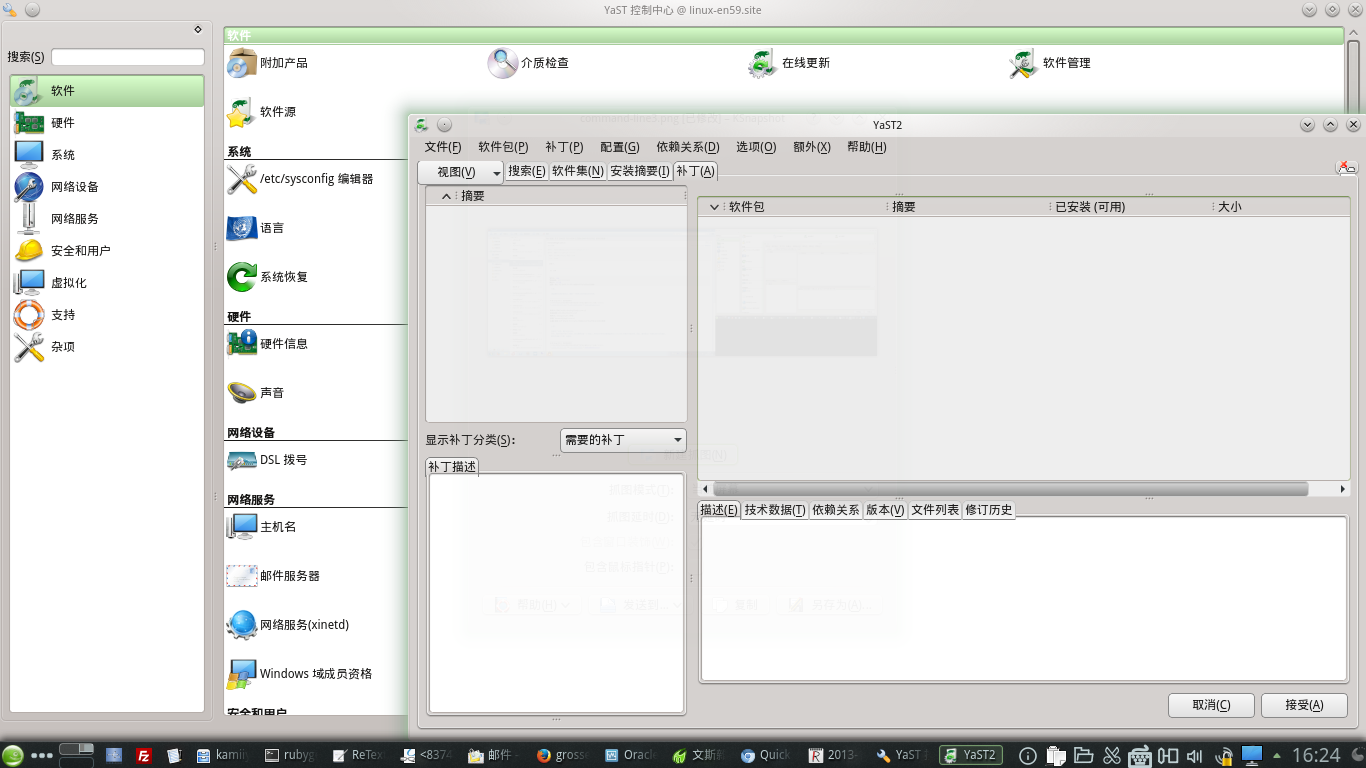 YaST 控制中心 @ linux-en59.site
搜索(S)
软件
硬件
系统
网络设备
网络服务
安全和用户
虚拟化
支持
杂项
软件
附加产品
介质检查
在线更新
软件管理
软件源
系统
/etc/sysconfig 编辑器
语言
系统恢复
硬件
硬件信息
声音
网络设备
DSL 拨号
网络服务
主机名
邮件服务器
网络服务(xinetd)
Windows 域成员资格
安全和用户
YaST2
文件(F) 软件包(P) 补丁(P) 配置(G) 依赖关系(D) 选项(O) 额外(X) 帮助(H)
视图(V) 搜索(E) 软件集(N) 安装摘要(I) 补丁(A)
摘要
软件包 摘要 已安装 (可用) 大小
显示补丁分类(S): 需要的补丁
补丁描述
描述(E) 技术数据(T) 依赖关系 版本(V) 文件列表 修订历史
取消(C) 接受(A)
kami rubyg ReTex <8374 邮件 grosse Oracle 文斯 Quick 2013- YaST YaST2 16:24